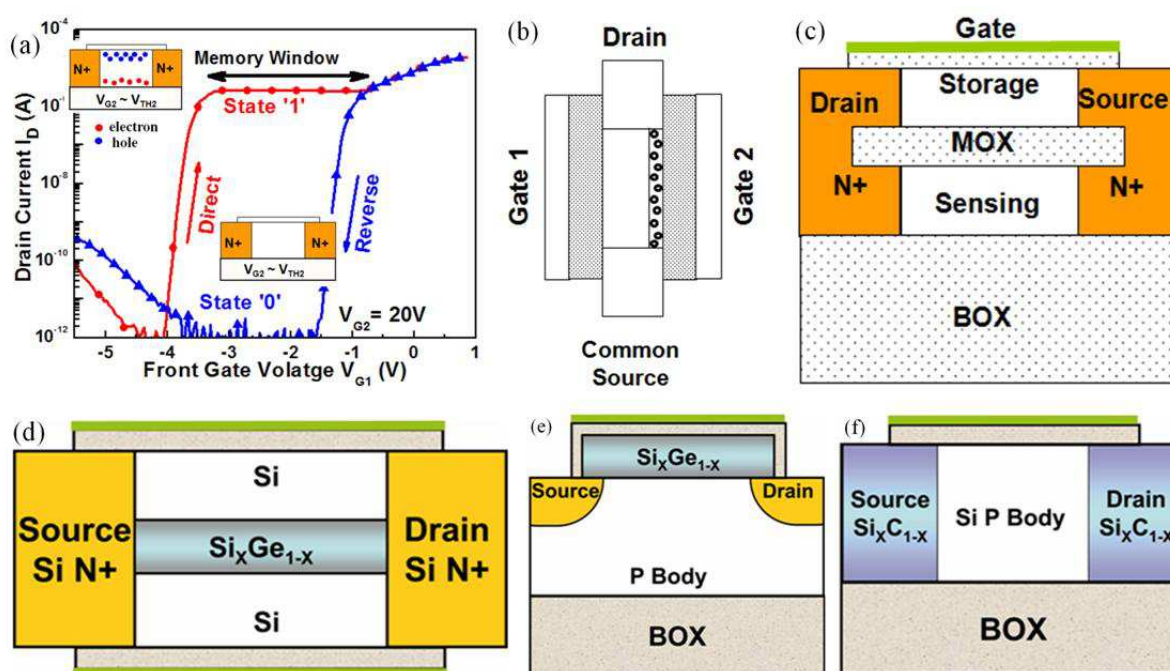 (a)
10⁻⁴
10⁻⁶
10⁻⁸
10⁻¹⁰
10⁻¹²
Drain Current I_D (A)
N+ N+
V_G2 ~ V_TH2
electron
hole
Memory Window
State '1'
Direct
Reverse
N+ N+
V_G2 ~ V_TH2
State '0'
V_G2 = 20V
-5 -4 -3 -2 -1 0 1
Front Gate Volatge V_G1 (V)
(b)
Drain
Gate 1
Gate 2
Common
Source
(c)
Gate
Drain
Storage
Source
MOX
N+
Sensing
N+
BOX
(d)
Source
Si N+
Si
Si_XGe_1-X
Si
Drain
Si N+
(e)
Si_XGe_1-X
Source
Drain
P Body
BOX
(f)
Source
Si_XC_1-X
Si P Body
Drain
Si_XC_1-X
BOX